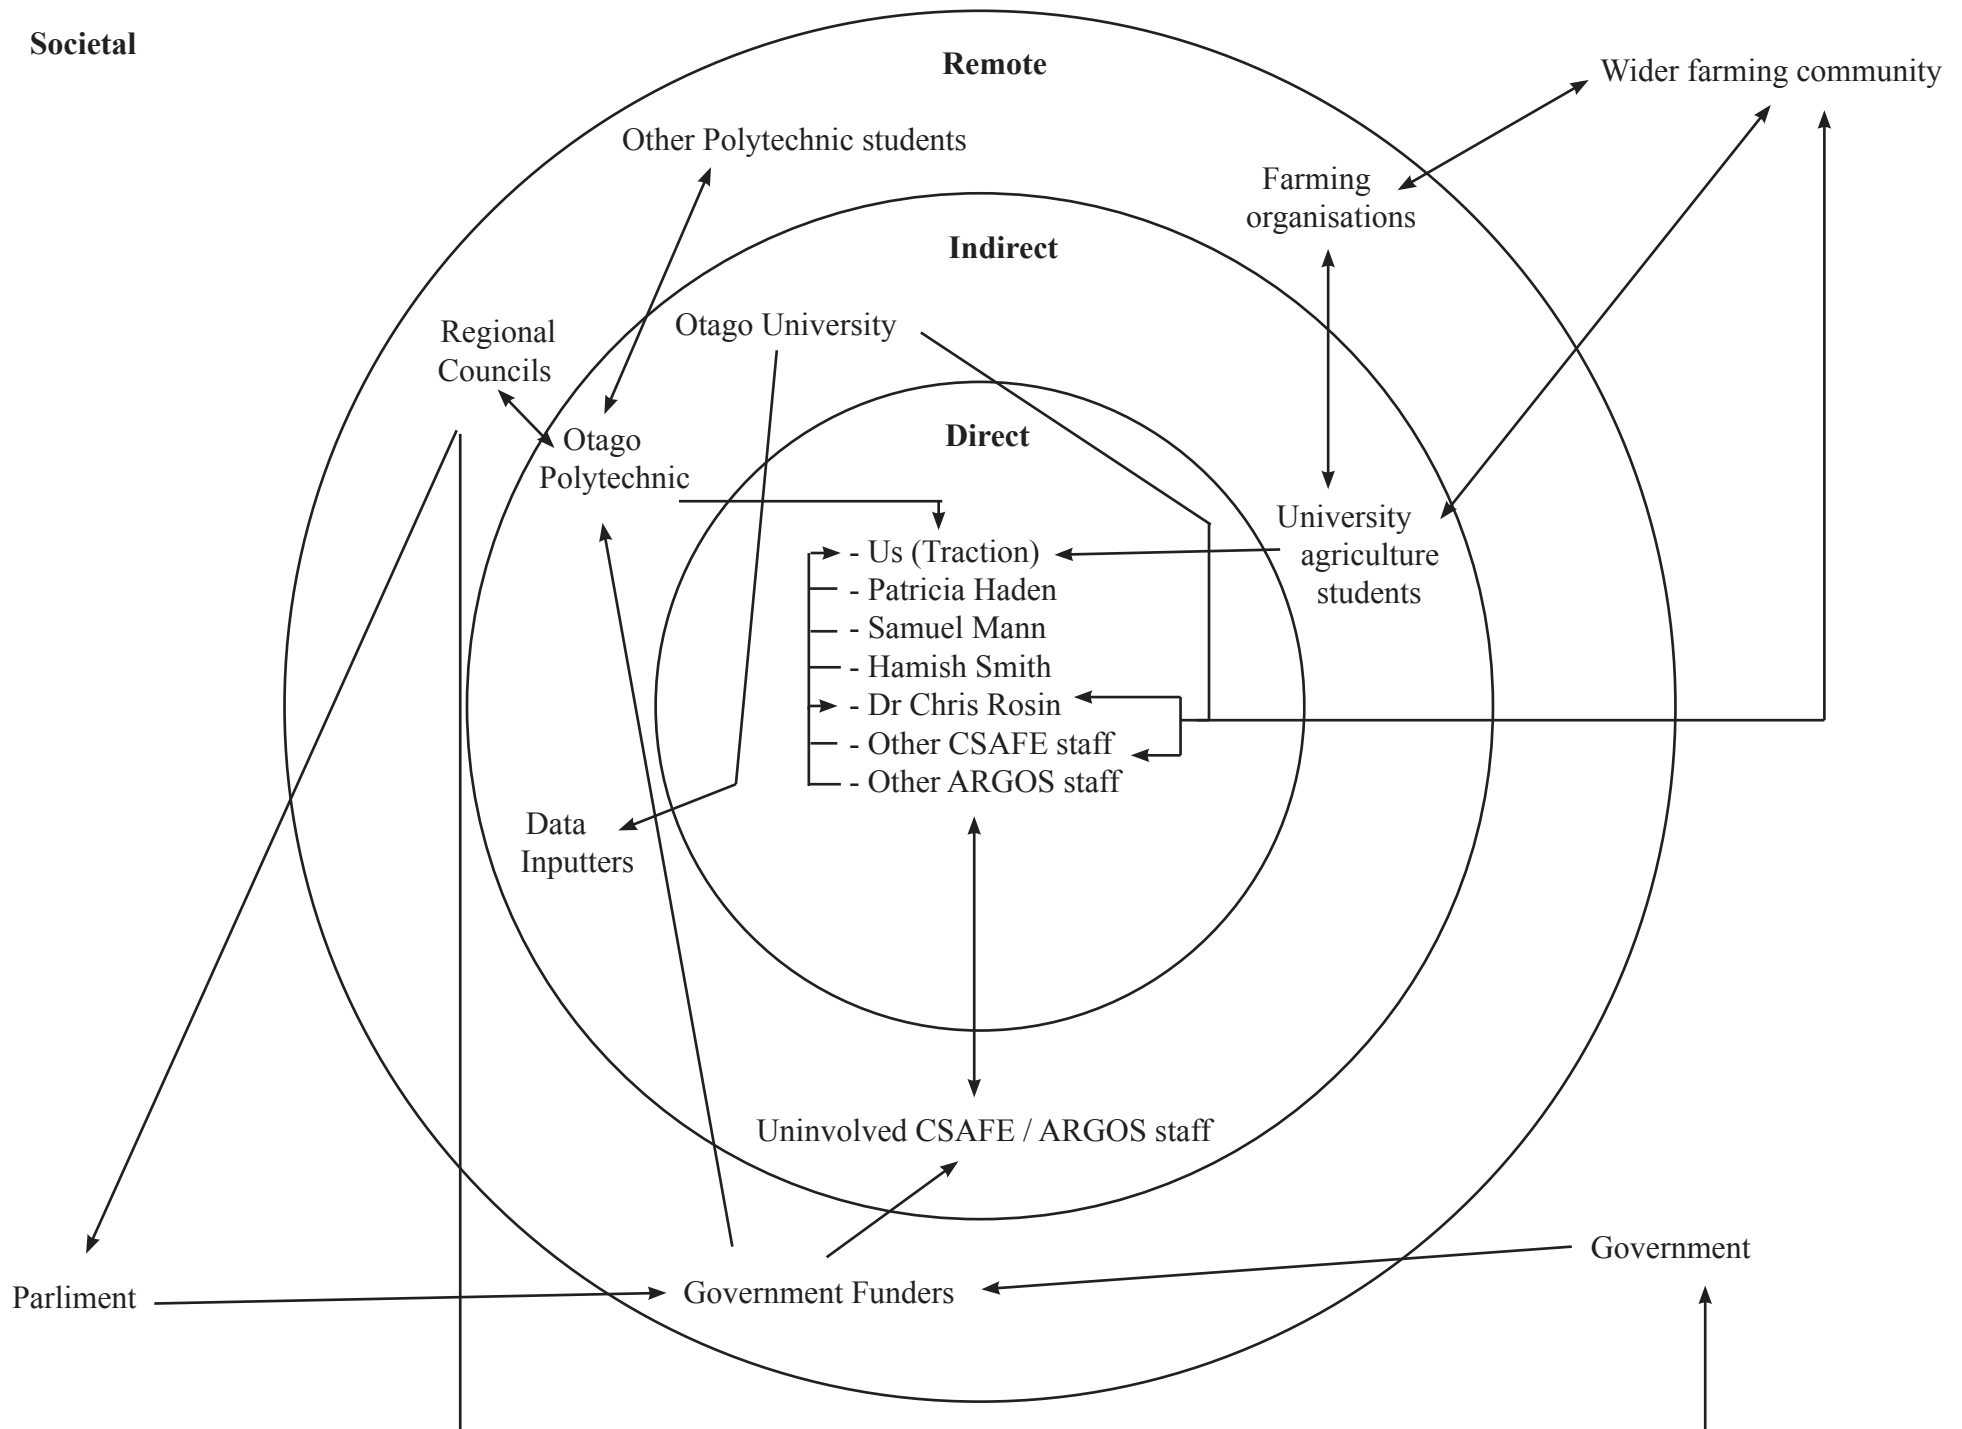 Societal
Remote
Wider farming community
Other Polytechnic students
Farming
organisations
Indirect
Regional
Councils
Otago University
Otago
Polytechnic
Direct
University
agriculture
students
- Us (Traction)
- Patricia Haden
- Samuel Mann
- Hamish Smith
- Dr Chris Rosin
- Other CSAFE staff
- Other ARGOS staff
Data
Inputters
Uninvolved CSAFE / ARGOS staff
Government
Parliment
Government Funders